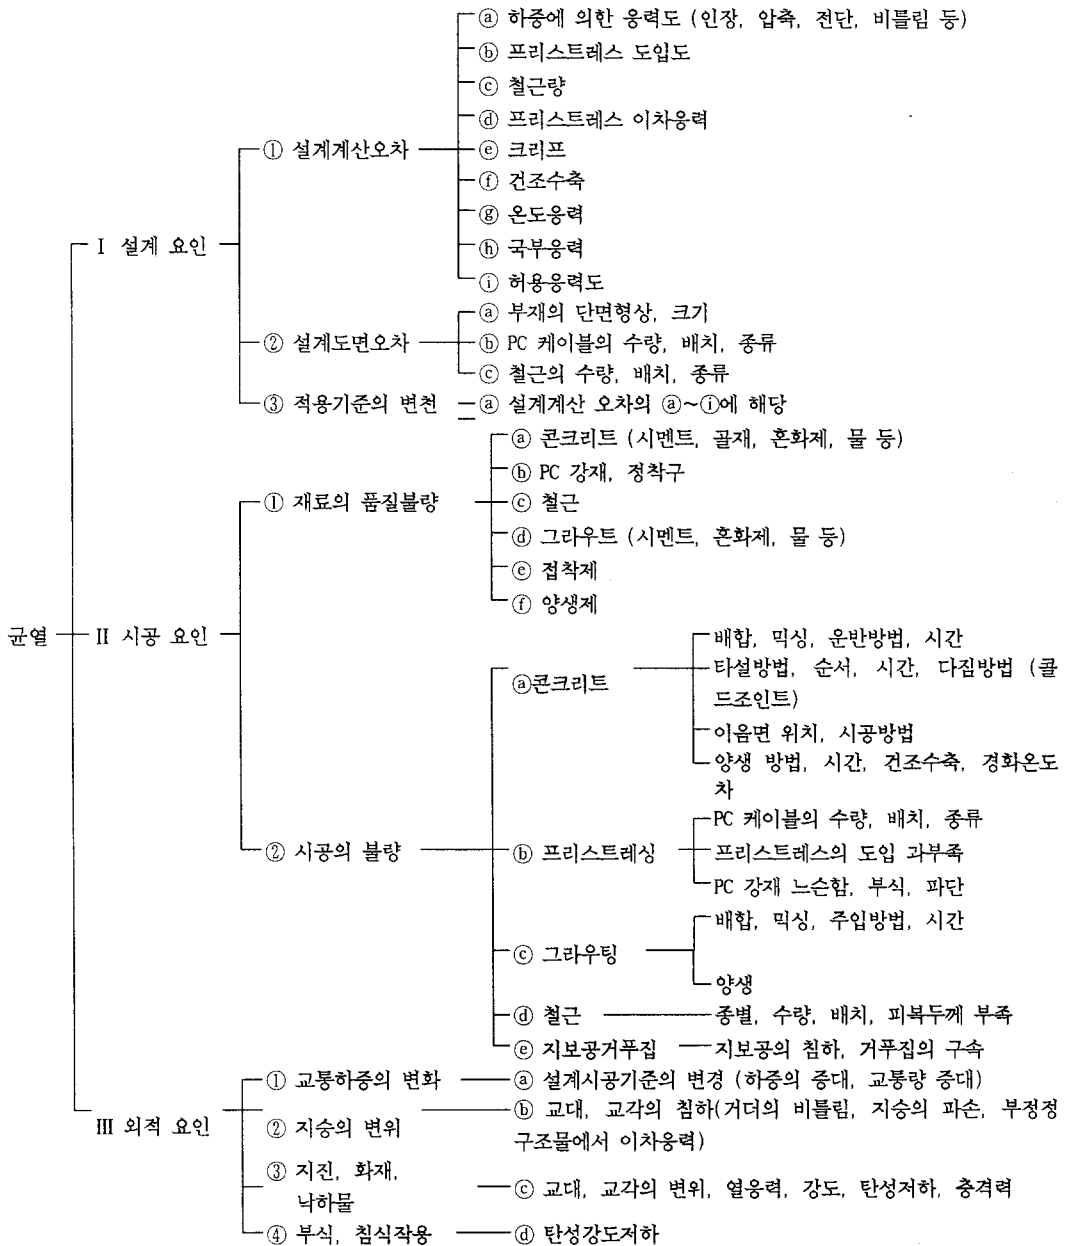 ⓐ 하중에 의한 응력도 (인장, 압축, 전단, 비틀림 등)
ⓑ 프리스트레스 도입도
ⓒ 철근량
ⓓ 프리스트레스 이차응력
① 설계계산오차
ⓔ 크리프
ⓕ 건조수축
ⓖ 온도응력
Ⅰ 설계 요인
ⓗ 국부응력
ⓘ 허용응력도
ⓐ 부재의 단면형상, 크기
② 설계도면오차
ⓑ PC 케이블의 수량, 배치, 종류
ⓒ 철근의 수량, 배치, 종류
③ 적용기준의 변천
ⓐ 설계계산 오차의 ⓐ~ⓘ에 해당
ⓐ 콘크리트 (시멘트, 골재, 혼화제, 물 등)
ⓑ PC 강재, 정착구
① 재료의 품질불량
ⓒ 철근
ⓓ 그라우트 (시멘트, 혼화제, 물 등)
ⓔ 접착제
ⓕ 양생제
균열
Ⅱ 시공 요인
배합, 믹싱, 운반방법, 시간
ⓐ콘크리트
타설방법, 순서, 시간, 다짐방법 (콜
드조인트)
이음면 위치, 시공방법
양생 방법, 시간, 건조수축, 경화온도
차
② 시공의 불량
ⓑ 프리스트레싱
PC 케이블의 수량, 배치, 종류
프리스트레스의 도입 과부족
PC 강재 느슨함, 부식, 파단
ⓒ 그라우팅
배합, 믹싱, 주입방법, 시간
양생
ⓓ 철근
종별, 수량, 배치, 피복두께 부족
ⓔ 지보공거푸집
지보공의 침하, 거푸집의 구속
Ⅲ 외적 요인
① 교통하중의 변화
ⓐ 설계시공기준의 변경 (하중의 증대, 교통량 증대)
② 지승의 변위
ⓑ 교대, 교각의 침하(거더의 비틀림, 지승의 파손, 부정정
구조물에서 이차응력)
③ 지진, 화재,
낙하물
ⓒ 교대, 교각의 변위, 열응력, 강도, 탄성저하, 충격력
④ 부식, 침식작용
ⓓ 탄성강도저하